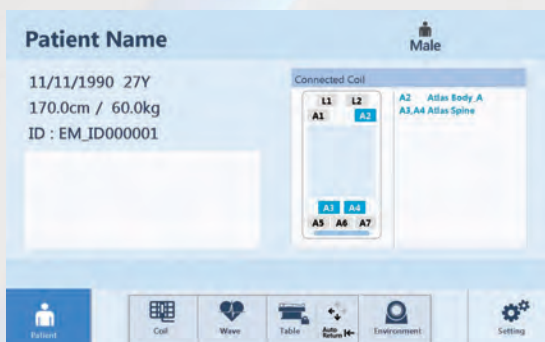 Patient Name
Male
11/11/1990 27Y
170.0cm / 60.0kg
ID : EM_ID000001
Connected Coil
L1 L2
A1 A2
A2 Atlas Body_A
A3,A4 Atlas Spine
A3 A4
A5 A6 A7
Patient
Coil
Wave
Table
Auto Return
Environment
Setting